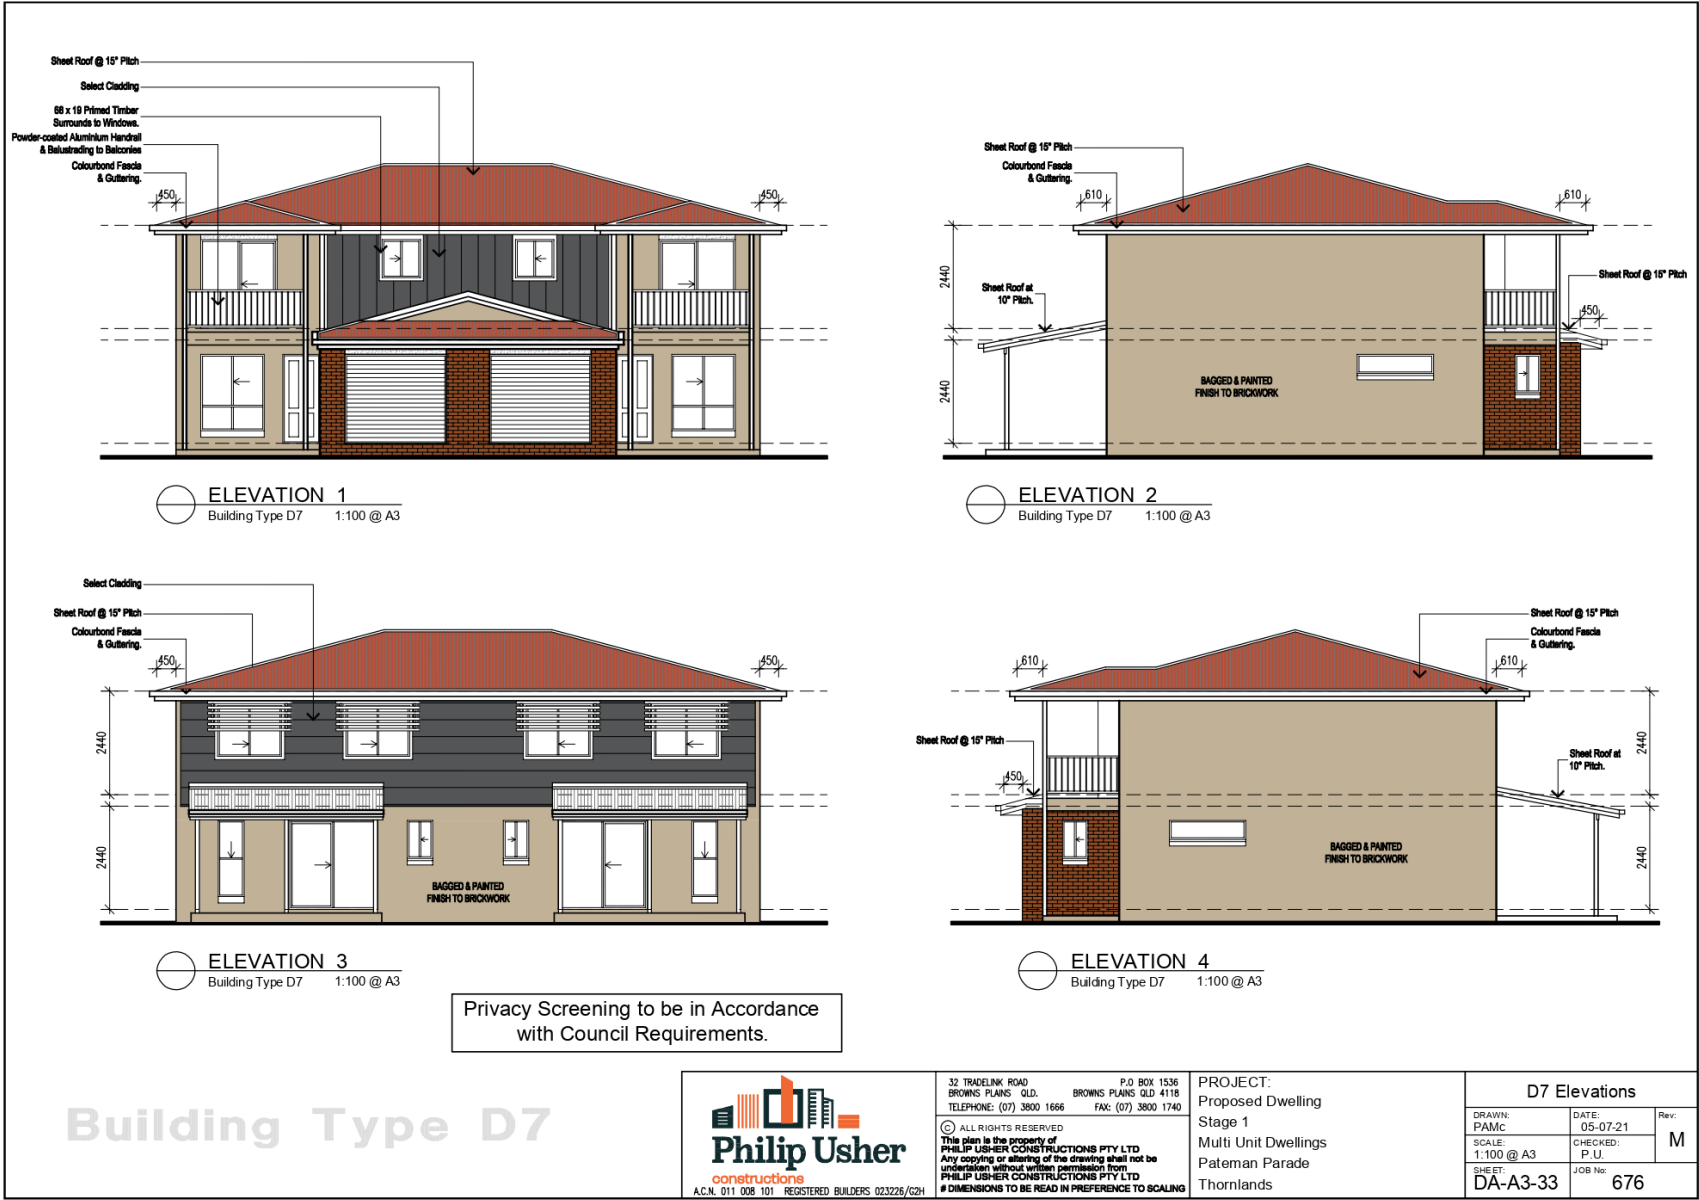 Sheet Roof @ 15° Pitch
Select Cladding
66 x 19 Primed Timber
Surrounds to Windows.
Powder-coated Aluminium Handrail
& Balustrading to Balconies
Colourbond Fascia
& Guttering.
450
450
ELEVATION 1
Building Type D7 1:100 @ A3
Sheet Roof @ 15° Pitch
Colourbond Fascia
& Guttering.
610
610
2440
Sheet Roof at
10° Pitch.
Sheet Roof @ 15° Pitch
450
2440
BAGGED & PAINTED
FINISH TO BRICKWORK
ELEVATION 2
Building Type D7 1:100 @ A3
Select Cladding
Sheet Roof @ 15° Pitch
Colourbond Fascia
& Guttering.
450
450
2440
2440
BAGGED & PAINTED
FINISH TO BRICKWORK
ELEVATION 3
Building Type D7 1:100 @ A3
Sheet Roof @ 15° Pitch
Colourbond Fascia
& Guttering.
610
610
Sheet Roof @ 15° Pitch
450
2440
Sheet Roof at
10° Pitch.
2440
BAGGED & PAINTED
FINISH TO BRICKWORK
ELEVATION 4
Building Type D7 1:100 @ A3
Privacy Screening to be in Accordance
with Council Requirements.
Building Type D7
Philip Usher
constructions
A.C.N. 011 008 101 REGISTERED BUILDERS 023226/G2H
32 TRADELINK ROAD P.O BOX 1536
BROWNS PLAINS QLD. BROWNS PLAINS QLD 4118
TELEPHONE: (07) 3800 1666 FAX: (07) 3800 1740
© ALL RIGHTS RESERVED
This plan is the property of
PHILIP USHER CONSTRUCTIONS PTY LTD
Any copying or altering of the drawing shall not be
undertaken without written permission from
PHILIP USHER CONSTRUCTIONS PTY LTD
# DIMENSIONS TO BE READ IN PREFERENCE TO SCALING
PROJECT:
Proposed Dwelling
Stage 1
Multi Unit Dwellings
Pateman Parade
Thornlands
D7 Elevations
DRAWN:
PAMc
DATE:
05-07-21
Rev:
M
SCALE:
1:100 @ A3
CHECKED:
P.U.
SHEET:
DA-A3-33
JOB No:
676